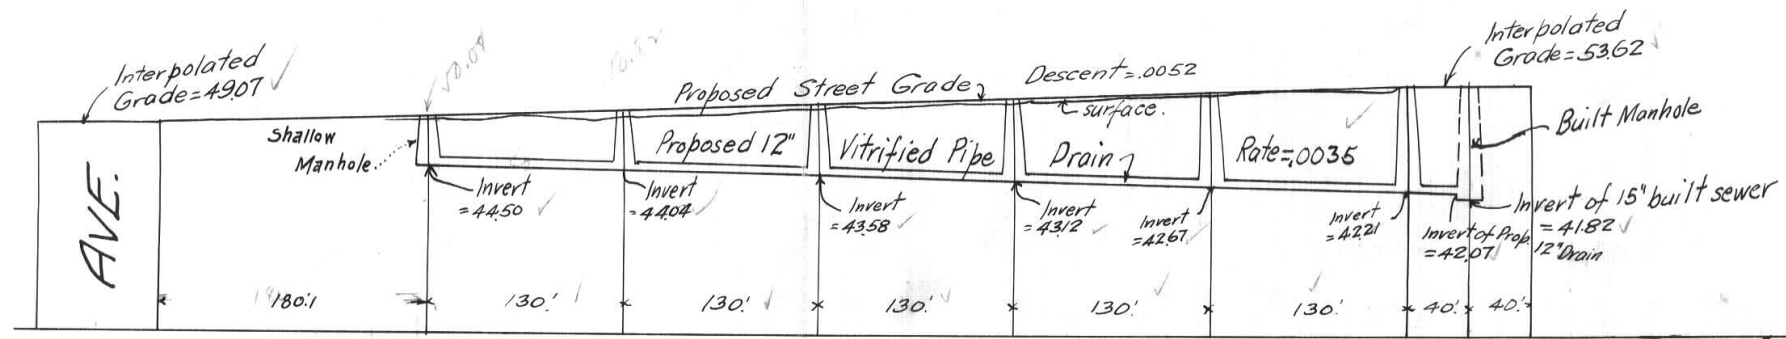 Interpolated
Grade=49.07
50.08
Proposed Street Grade
Descent=.0052
Interpolated
Grade=53.62
surface.
Shallow
Manhole
Proposed 12"
Vitrified Pipe
Drain
Rate=.0035
Built Manhole
AVE.
Invert
=44.50
Invert
=44.04
Invert
=43.58
Invert
=43.12
Invert
=42.67
Invert
=42.21
Invert of Prop.
12" Drain
=42.07
Invert of 15" built sewer
=41.82
180.1
130.'
130.'
130.'
130.'
130.'
40.'
40.'